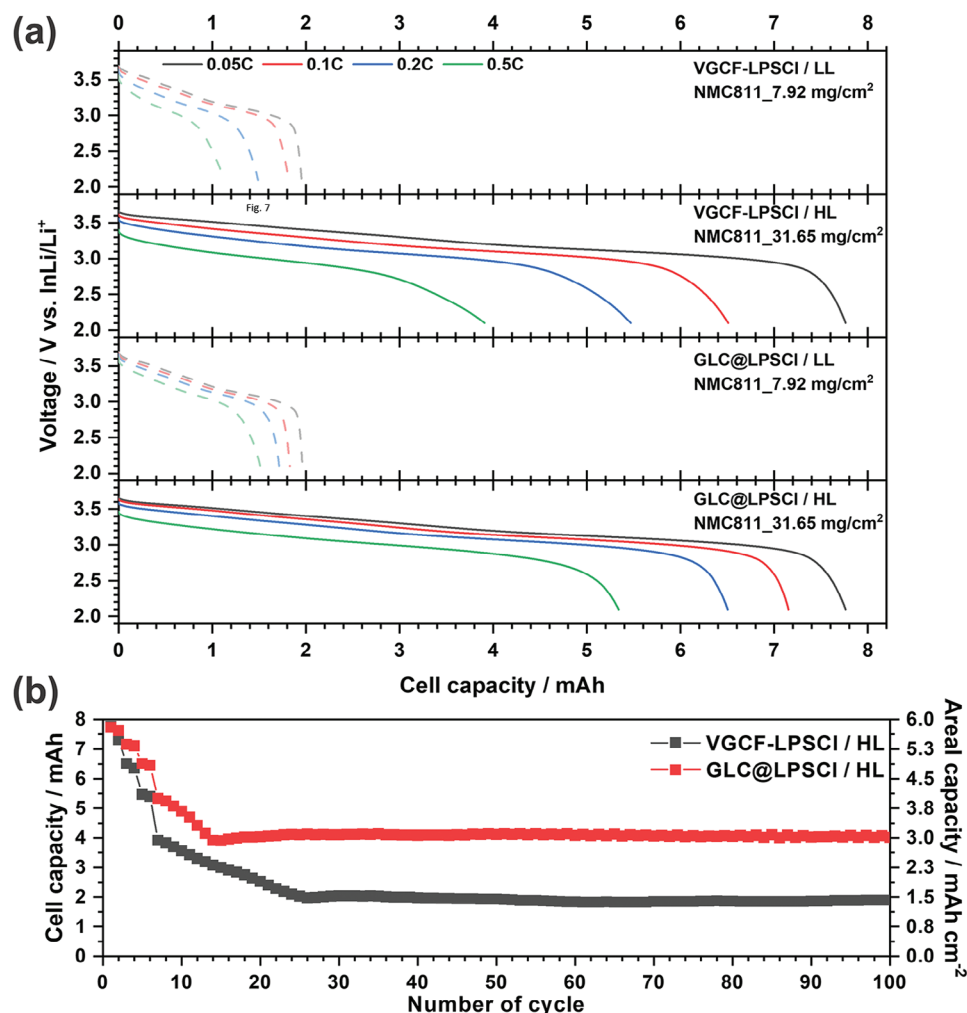 (a)
0 1 2 3 4 5 6 7 8
0.05C 0.1C 0.2C 0.5C
VGCF-LPSCl / LL
NMC811_7.92 mg/cm²
3.5
3.0
2.5
2.0
Fig. 7
VGCF-LPSCl / HL
NMC811_31.65 mg/cm²
3.5
3.0
2.5
2.0
Voltage / V vs. InLi/Li⁺
GLC@LPSCl / LL
NMC811_7.92 mg/cm²
3.5
3.0
2.5
2.0
GLC@LPSCl / HL
NMC811_31.65 mg/cm²
3.5
3.0
2.5
2.0
0 1 2 3 4 5 6 7 8
Cell capacity / mAh
(b)
VGCF-LPSCl / HL
GLC@LPSCl / HL
8
7
6
5
4
3
2
1
0
Cell capacity / mAh
6.0
5.3
4.5
3.8
3.0
2.3
1.5
0.8
0.0
Areal capacity / mAh cm⁻²
0 10 20 30 40 50 60 70 80 90 100
Number of cycle